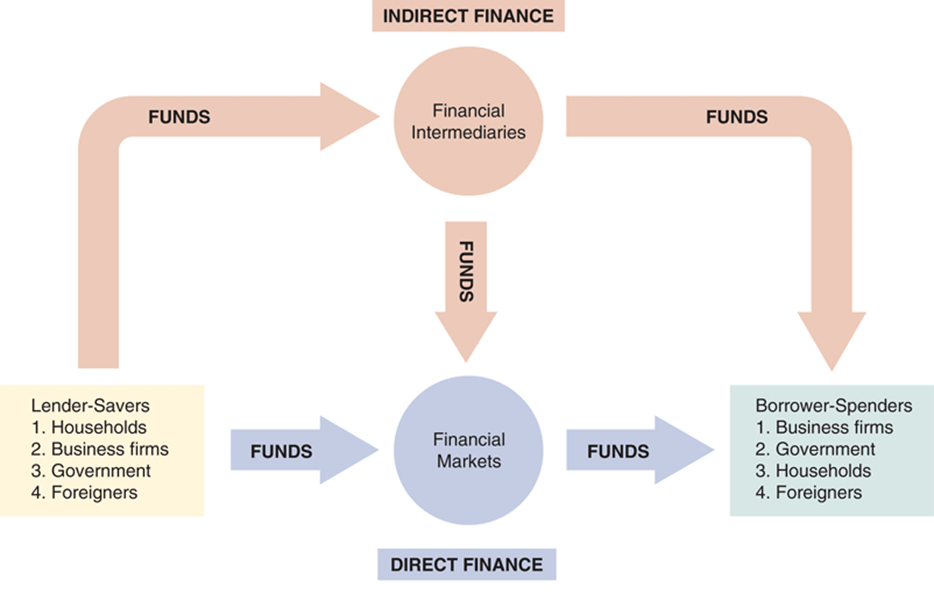 INDIRECT FINANCE
FUNDS
Financial
Intermediaries
FUNDS
FUNDS
Lender-Savers
1. Households
2. Business firms
3. Government
4. Foreigners
FUNDS
Financial
Markets
FUNDS
Borrower-Spenders
1. Business firms
2. Government
3. Households
4. Foreigners
DIRECT FINANCE